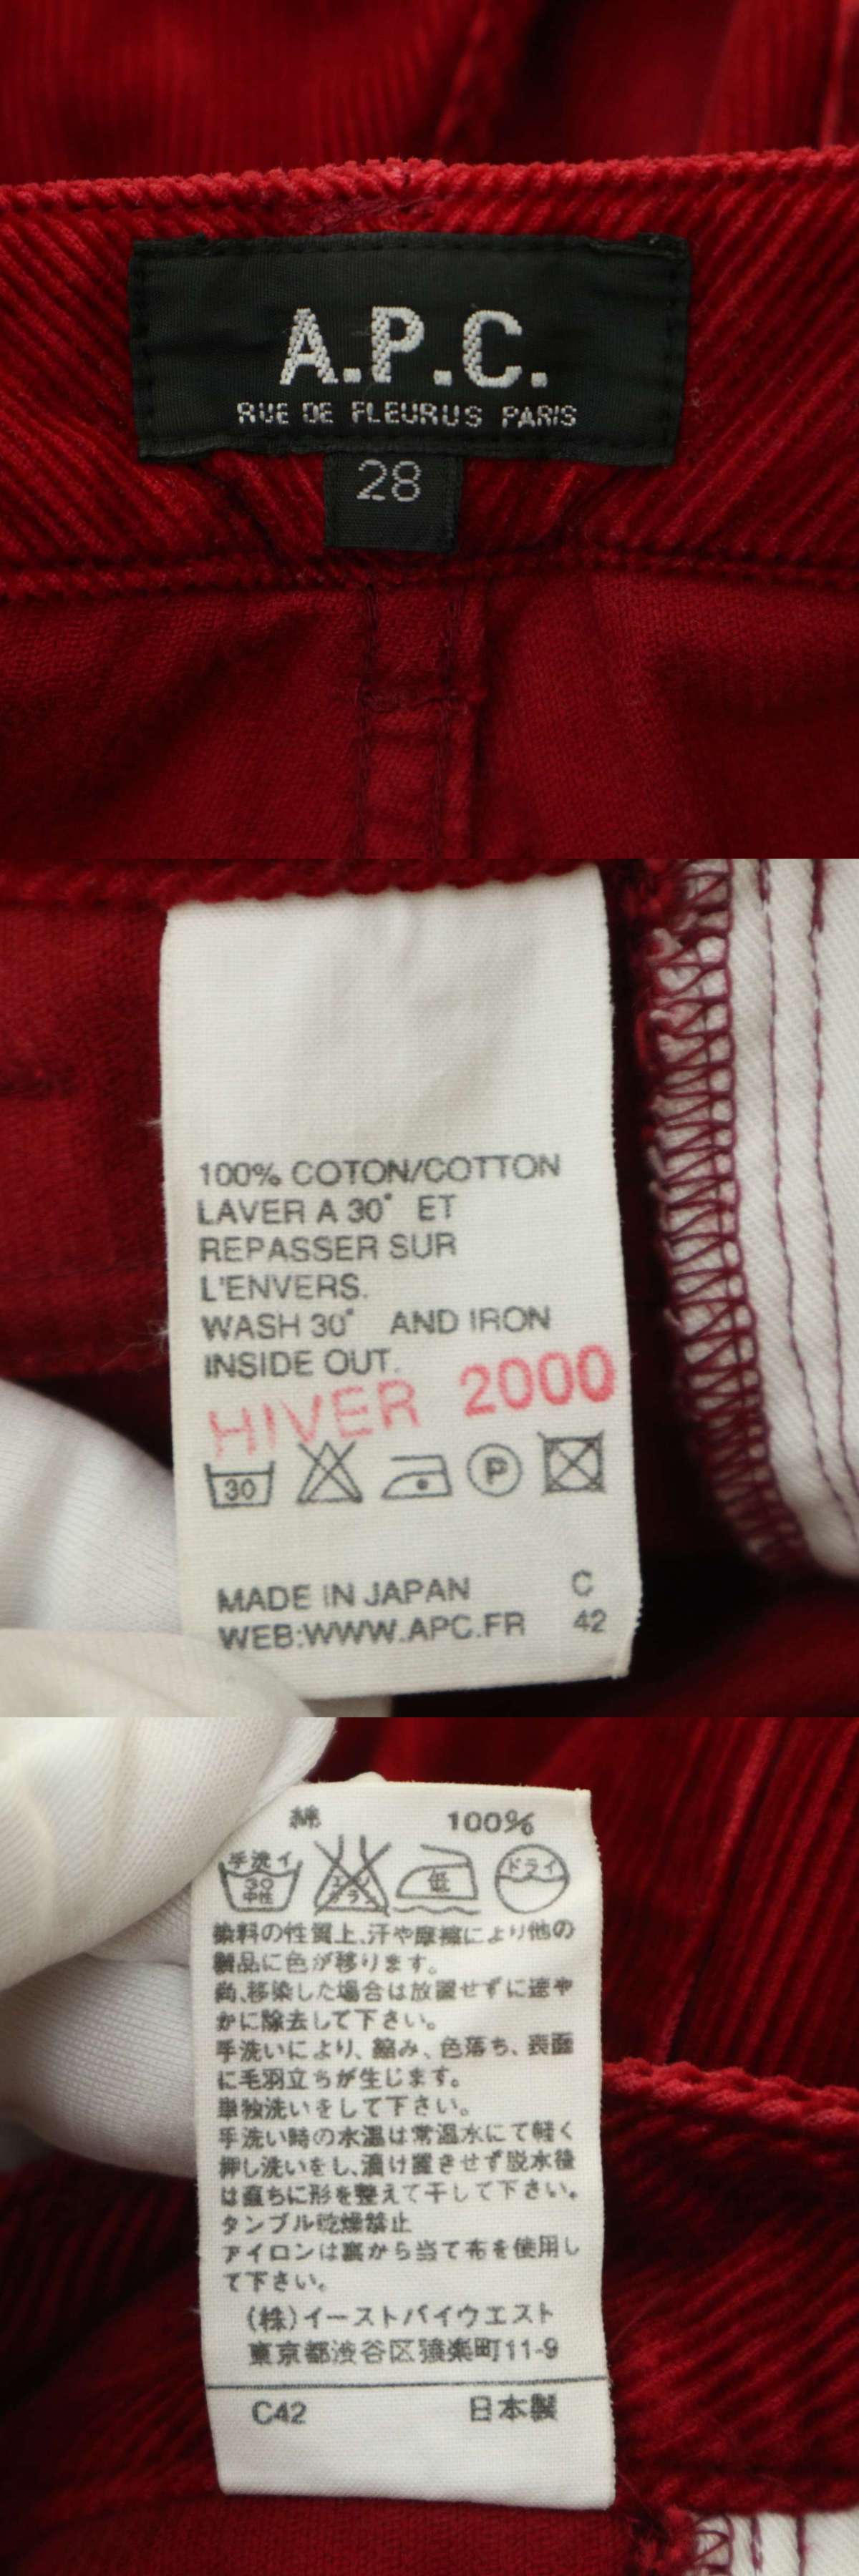 A.P.C.
RUE DE FLEURUS PARIS
28
100% COTON/COTTON
LAVER A 30° ET
REPASSER SUR
L'ENVERS.
WASH 30° AND IRON
INSIDE OUT.
HIVER 2000
30 P
MADE IN JAPAN C
WEB:WWW.APC.FR 42
綿 100%
手洗イ 30 中性 エンソ サラシ 低 ドライ
染料の性質上、汗や摩擦により他の
製品に色が移ります。
尚、移染した場合は放置せずに速や
かに除去して下さい。
手洗いにより、縮み、色落ち、表面
に毛羽立ちが生じます。
単独洗いをして下さい。
手洗い時の水温は常温水にて軽く
押し洗いをし、漬け置きせず脱水後
は直ちに形を整えて干して下さい。
タンブル乾燥禁止
アイロンは裏から当て布を使用し
て下さい。
(株)イーストバイウエスト
東京都渋谷区猿楽町11-9
C42 日本製